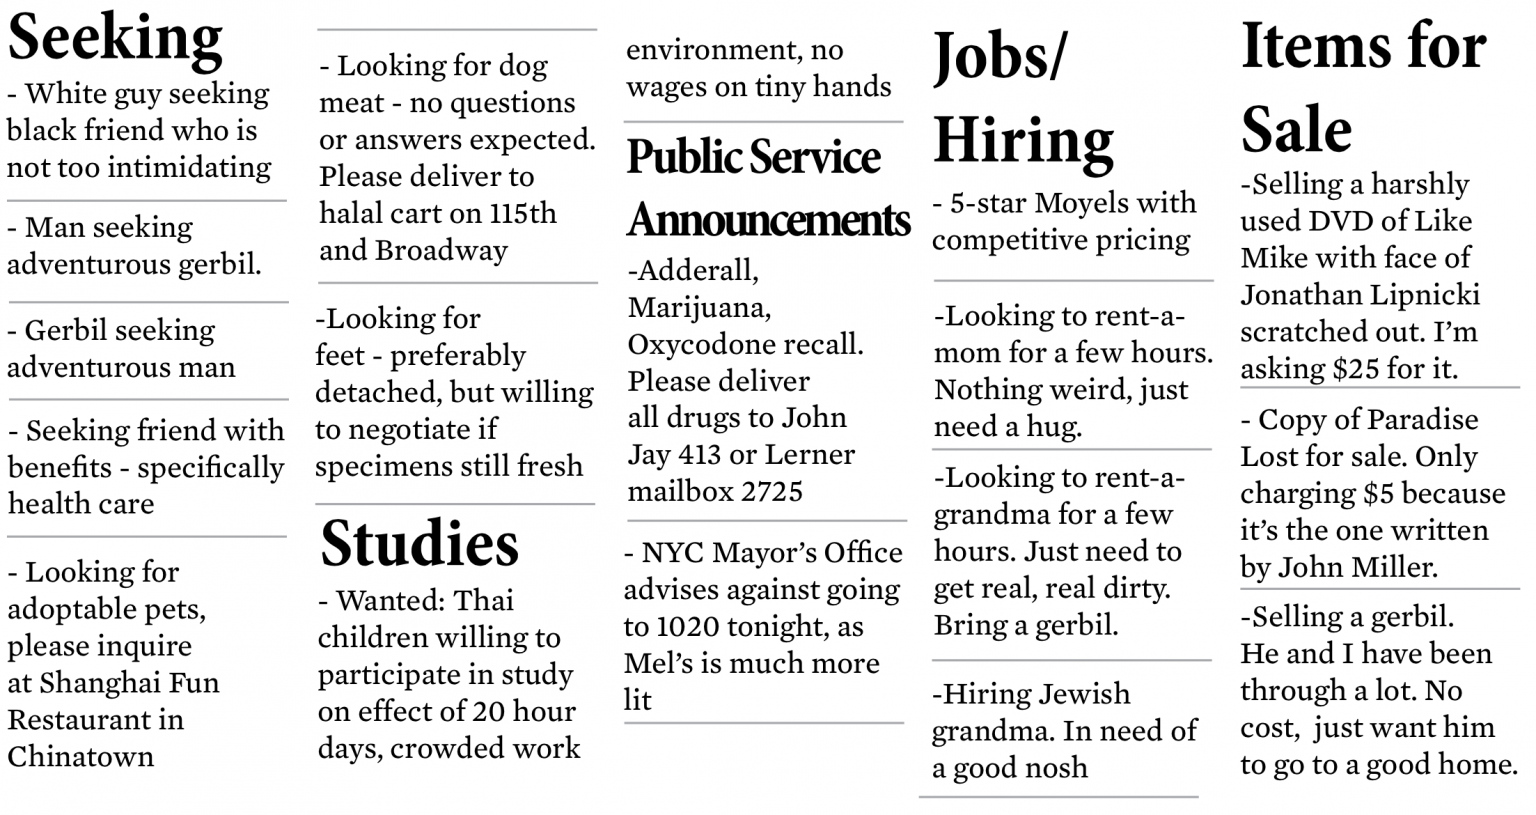 Seeking
- White guy seeking
black friend who is
not too intimidating
- Man seeking
adventurous gerbil.
- Gerbil seeking
adventurous man
- Seeking friend with
benefits - specifically
health care
- Looking for
adoptable pets,
please inquire
at Shanghai Fun
Restaurant in
Chinatown
- Looking for dog
meat - no questions
or answers expected.
Please deliver to
halal cart on 115th
and Broadway
-Looking for
feet - preferably
detached, but willing
to negotiate if
specimens still fresh
Studies
- Wanted: Thai
children willing to
participate in study
on effect of 20 hour
days, crowded work
environment, no
wages on tiny hands
Public Service
Announcements
-Adderall,
Marijuana,
Oxycodone recall.
Please deliver
all drugs to John
Jay 413 or Lerner
mailbox 2725
- NYC Mayor’s Office
advises against going
to 1020 tonight, as
Mel’s is much more
lit
Jobs/
Hiring
- 5-star Moyels with
competitive pricing
-Looking to rent-a-
mom for a few hours.
Nothing weird, just
need a hug.
-Looking to rent-a-
grandma for a few
hours. Just need to
get real, real dirty.
Bring a gerbil.
-Hiring Jewish
grandma. In need of
a good nosh
Items for
Sale
-Selling a harshly
used DVD of Like
Mike with face of
Jonathan Lipnicki
scratched out. I’m
asking $25 for it.
- Copy of Paradise
Lost for sale. Only
charging $5 because
it’s the one written
by John Miller.
-Selling a gerbil.
He and I have been
through a lot. No
cost,  just want him
to go to a good home.